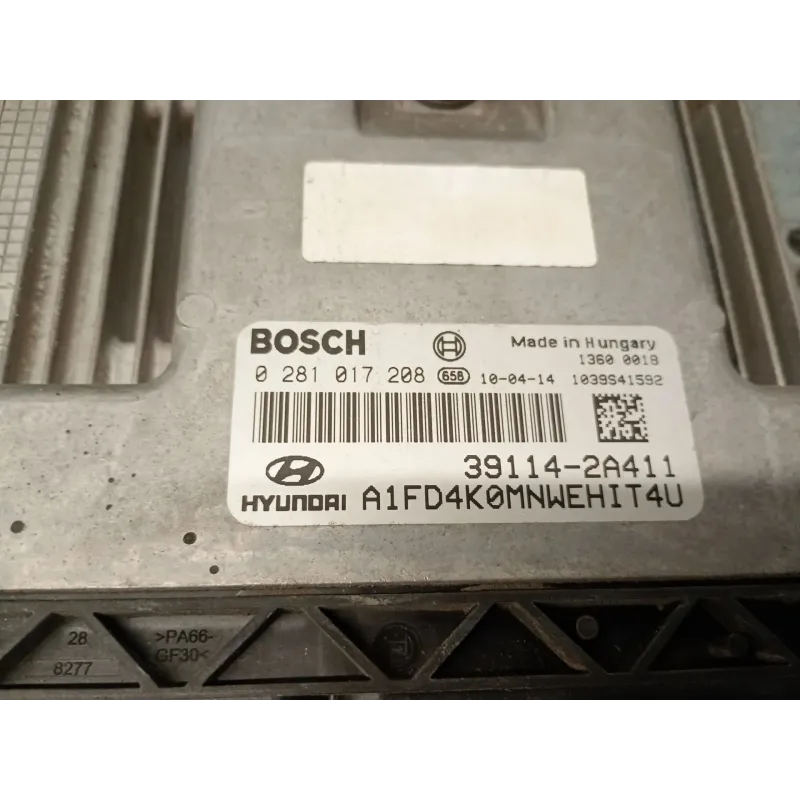 BOSCH
Made in Hungary
1360 0018
0 281 017 208 658 10-04-14 1039S41592
39114-2A411
HYUNDAI A1FD4K0MNWEHIT4U
28
8277
>PA66-
GF30<